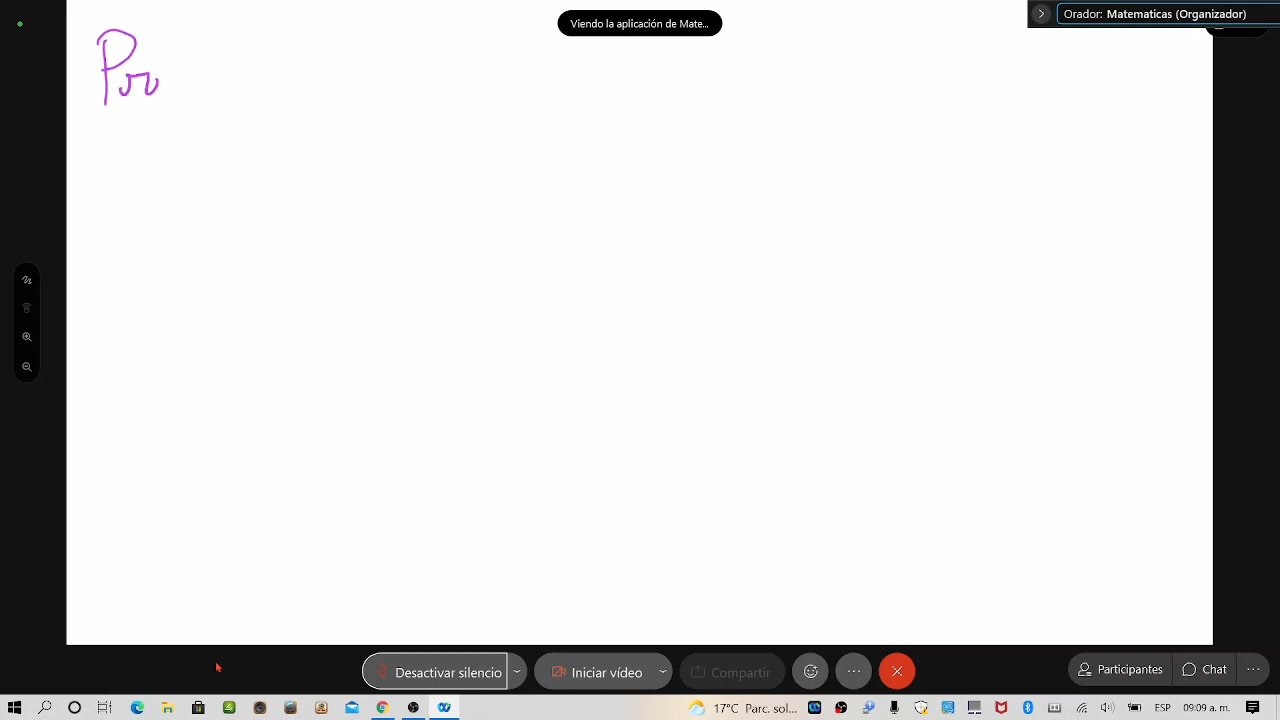 Viendo la aplicación de Mate...
Orador: Matematicas (Organizador)
Pro
Desactivar silencio
Iniciar vídeo
Compartir
Participantes
Chat
17°C Parc. sol...
ESP
09:09 a. m.